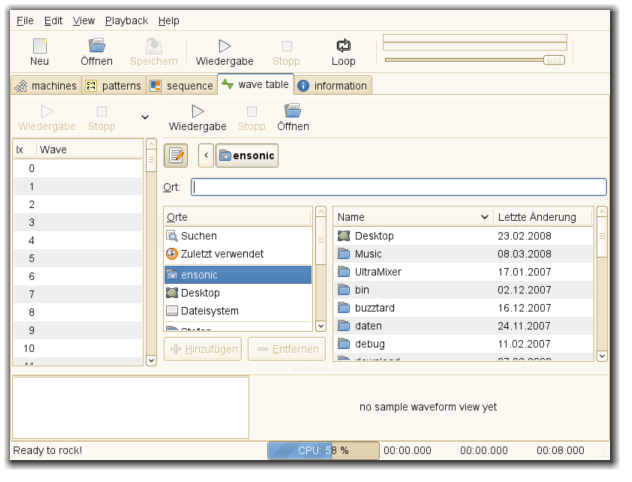 File Edit View Playback Help
Neu Öffnen Speichern Wiedergabe Stopp Loop
machines patterns sequence wave table information
Wiedergabe Stopp Wiedergabe Stopp Öffnen
Ix Wave
0
1
2
3
4
5
6
7
8
9
10
ensonic
Ort:
Orte
Suchen
Zuletzt verwendet
ensonic
Desktop
Dateisystem
Hinzufügen Entfernen
Name Letzte Änderung
Desktop 23.02.2008
Music 08.03.2008
UltraMixer 17.01.2007
bin 02.12.2007
buzztard 16.12.2007
daten 24.11.2007
debug 11.02.2007
no sample waveform view yet
Ready to rock! CPU: 58 % 00:00.000 00:00.000 00:08.000